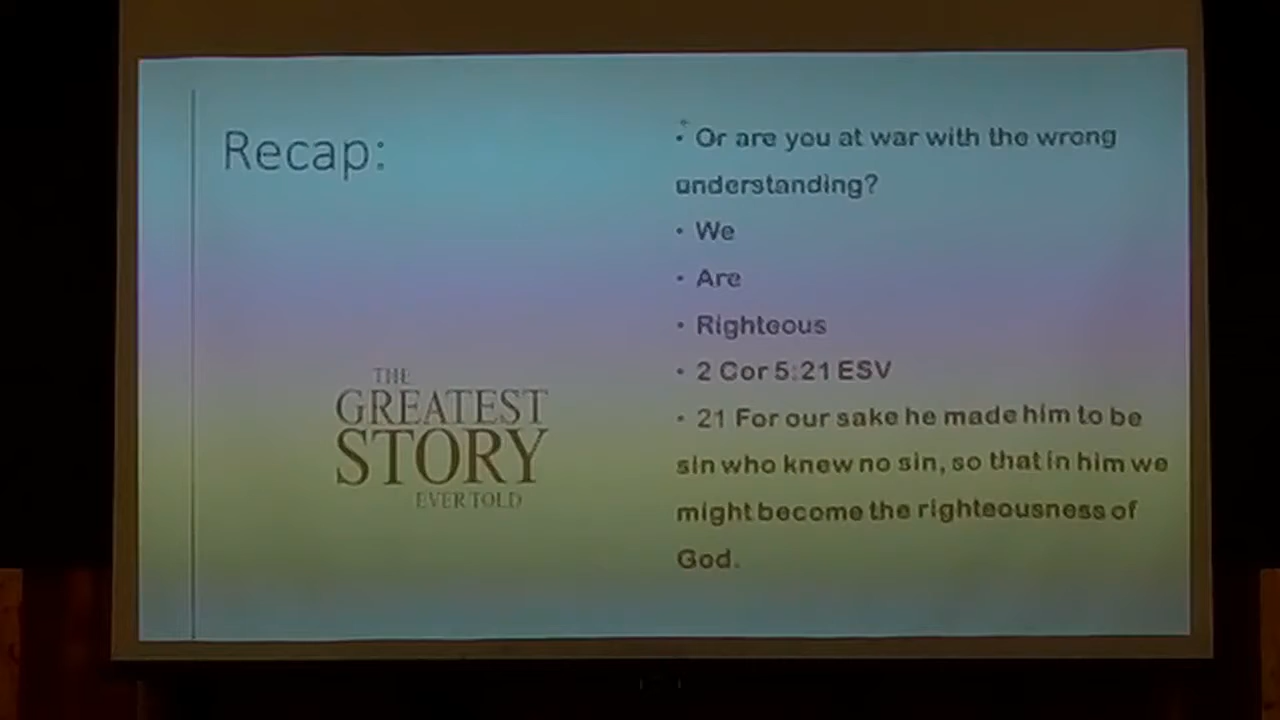 Recap:
THE
GREATEST
STORY
EVER TOLD
• Or are you at war with the wrong
understanding?
• We
• Are
• Righteous
• 2 Cor 5:21 ESV
• 21 For our sake he made him to be
sin who knew no sin, so that in him we
might become the righteousness of
God.